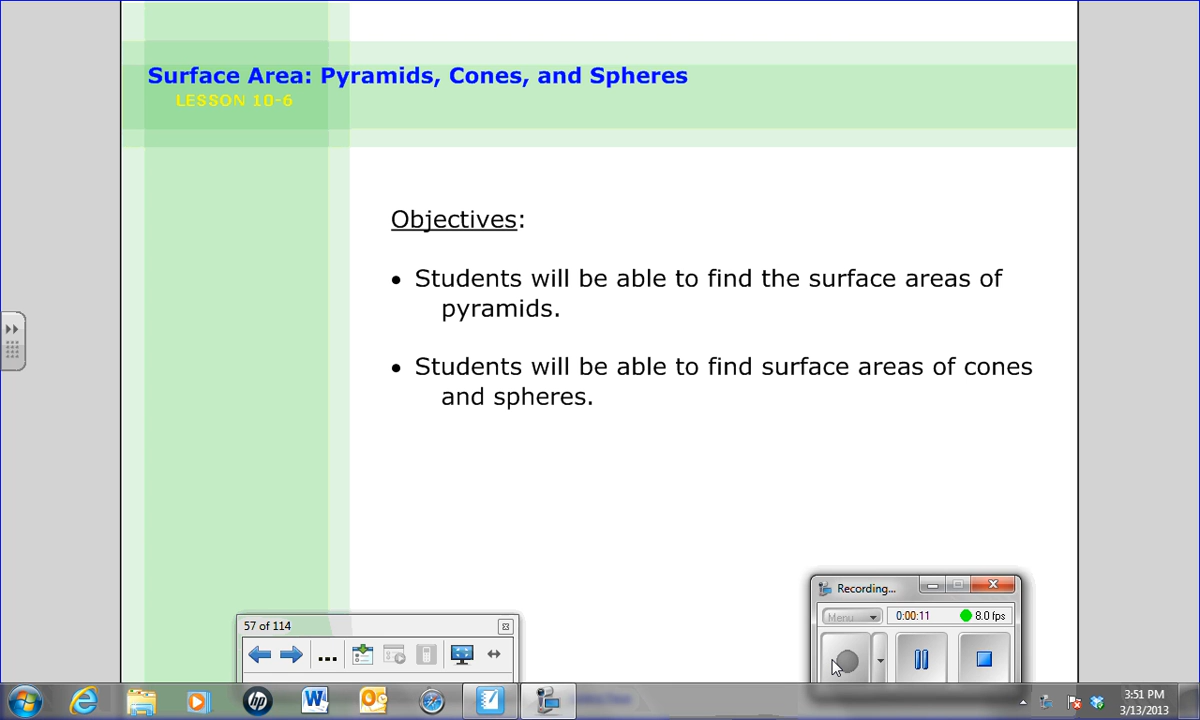 Surface Area: Pyramids, Cones, and Spheres
LESSON 10-6
Objectives:
• Students will be able to find the surface areas of
pyramids.
• Students will be able to find surface areas of cones
and spheres.
Recording...
Menu
0:00:11
8.0 fps
57 of 114
...
hp
W
3:51 PM
3/13/2013